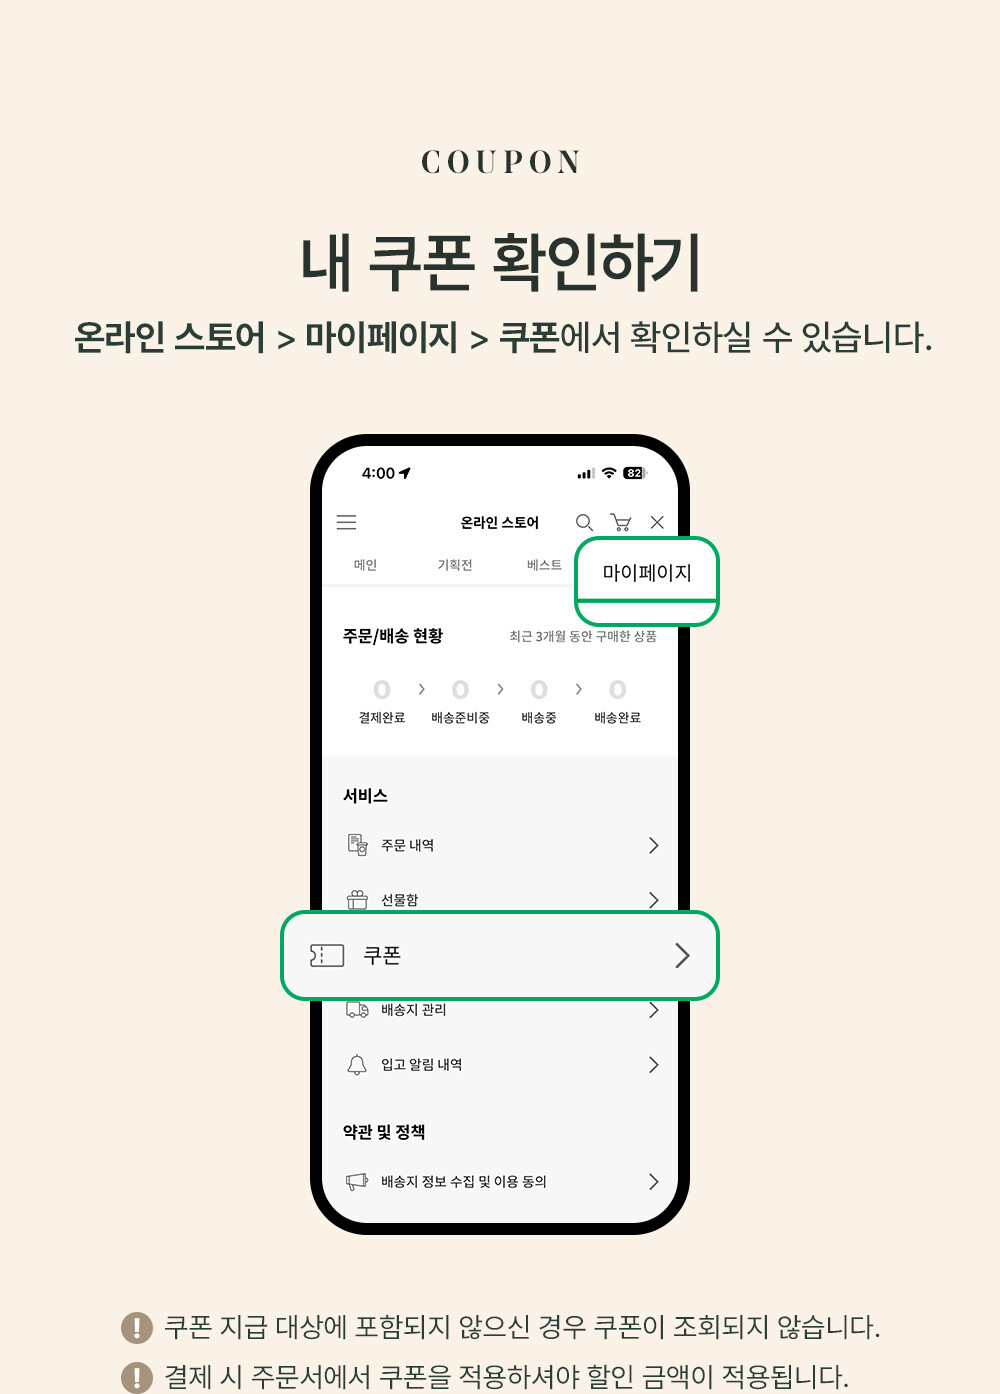 COUPON
내 쿠폰 확인하기
온라인 스토어 > 마이페이지 > 쿠폰에서 확인하실 수 있습니다.
4:00 82
온라인 스토어
메인 기획전 베스트 마이페이지
주문/배송 현황 최근 3개월 동안 구매한 상품
0 > 0 > 0 > 0
결제완료 배송준비중 배송중 배송완료
서비스
주문 내역
선물함
쿠폰
배송지 관리
입고 알림 내역
약관 및 정책
배송지 정보 수집 및 이용 동의
쿠폰 지급 대상에 포함되지 않으신 경우 쿠폰이 조회되지 않습니다.
결제 시 주문서에서 쿠폰을 적용하셔야 할인 금액이 적용됩니다.